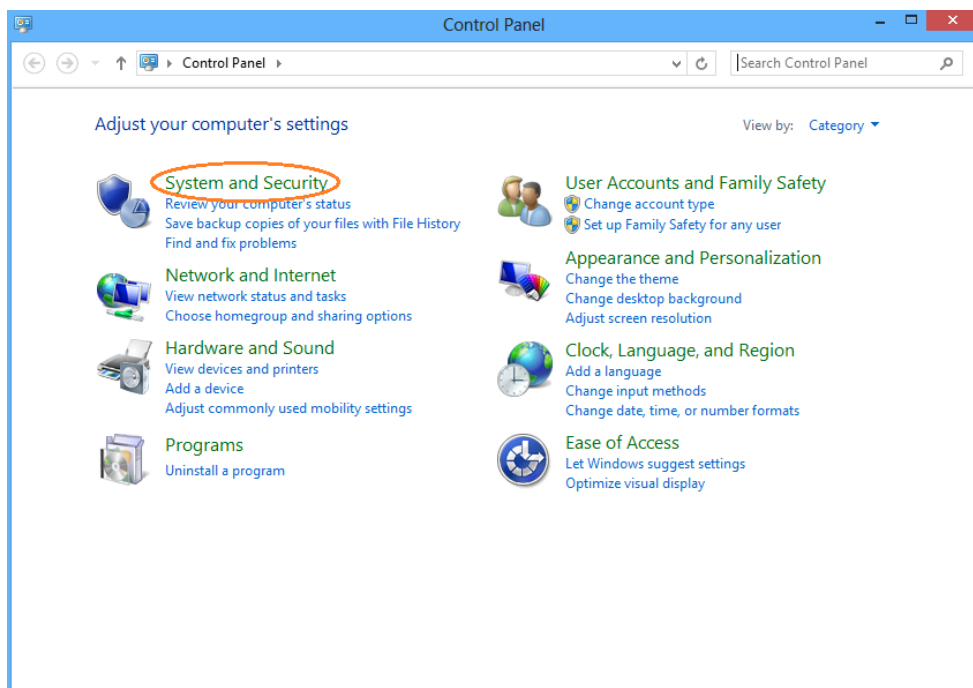 Control Panel
Control Panel
Search Control Panel
Adjust your computer's settings
View by: Category
System and Security
Review your computer's status
Save backup copies of your files with File History
Find and fix problems
Network and Internet
View network status and tasks
Choose homegroup and sharing options
Hardware and Sound
View devices and printers
Add a device
Adjust commonly used mobility settings
Programs
Uninstall a program
User Accounts and Family Safety
Change account type
Set up Family Safety for any user
Appearance and Personalization
Change the theme
Change desktop background
Adjust screen resolution
Clock, Language, and Region
Add a language
Change input methods
Change date, time, or number formats
Ease of Access
Let Windows suggest settings
Optimize visual display